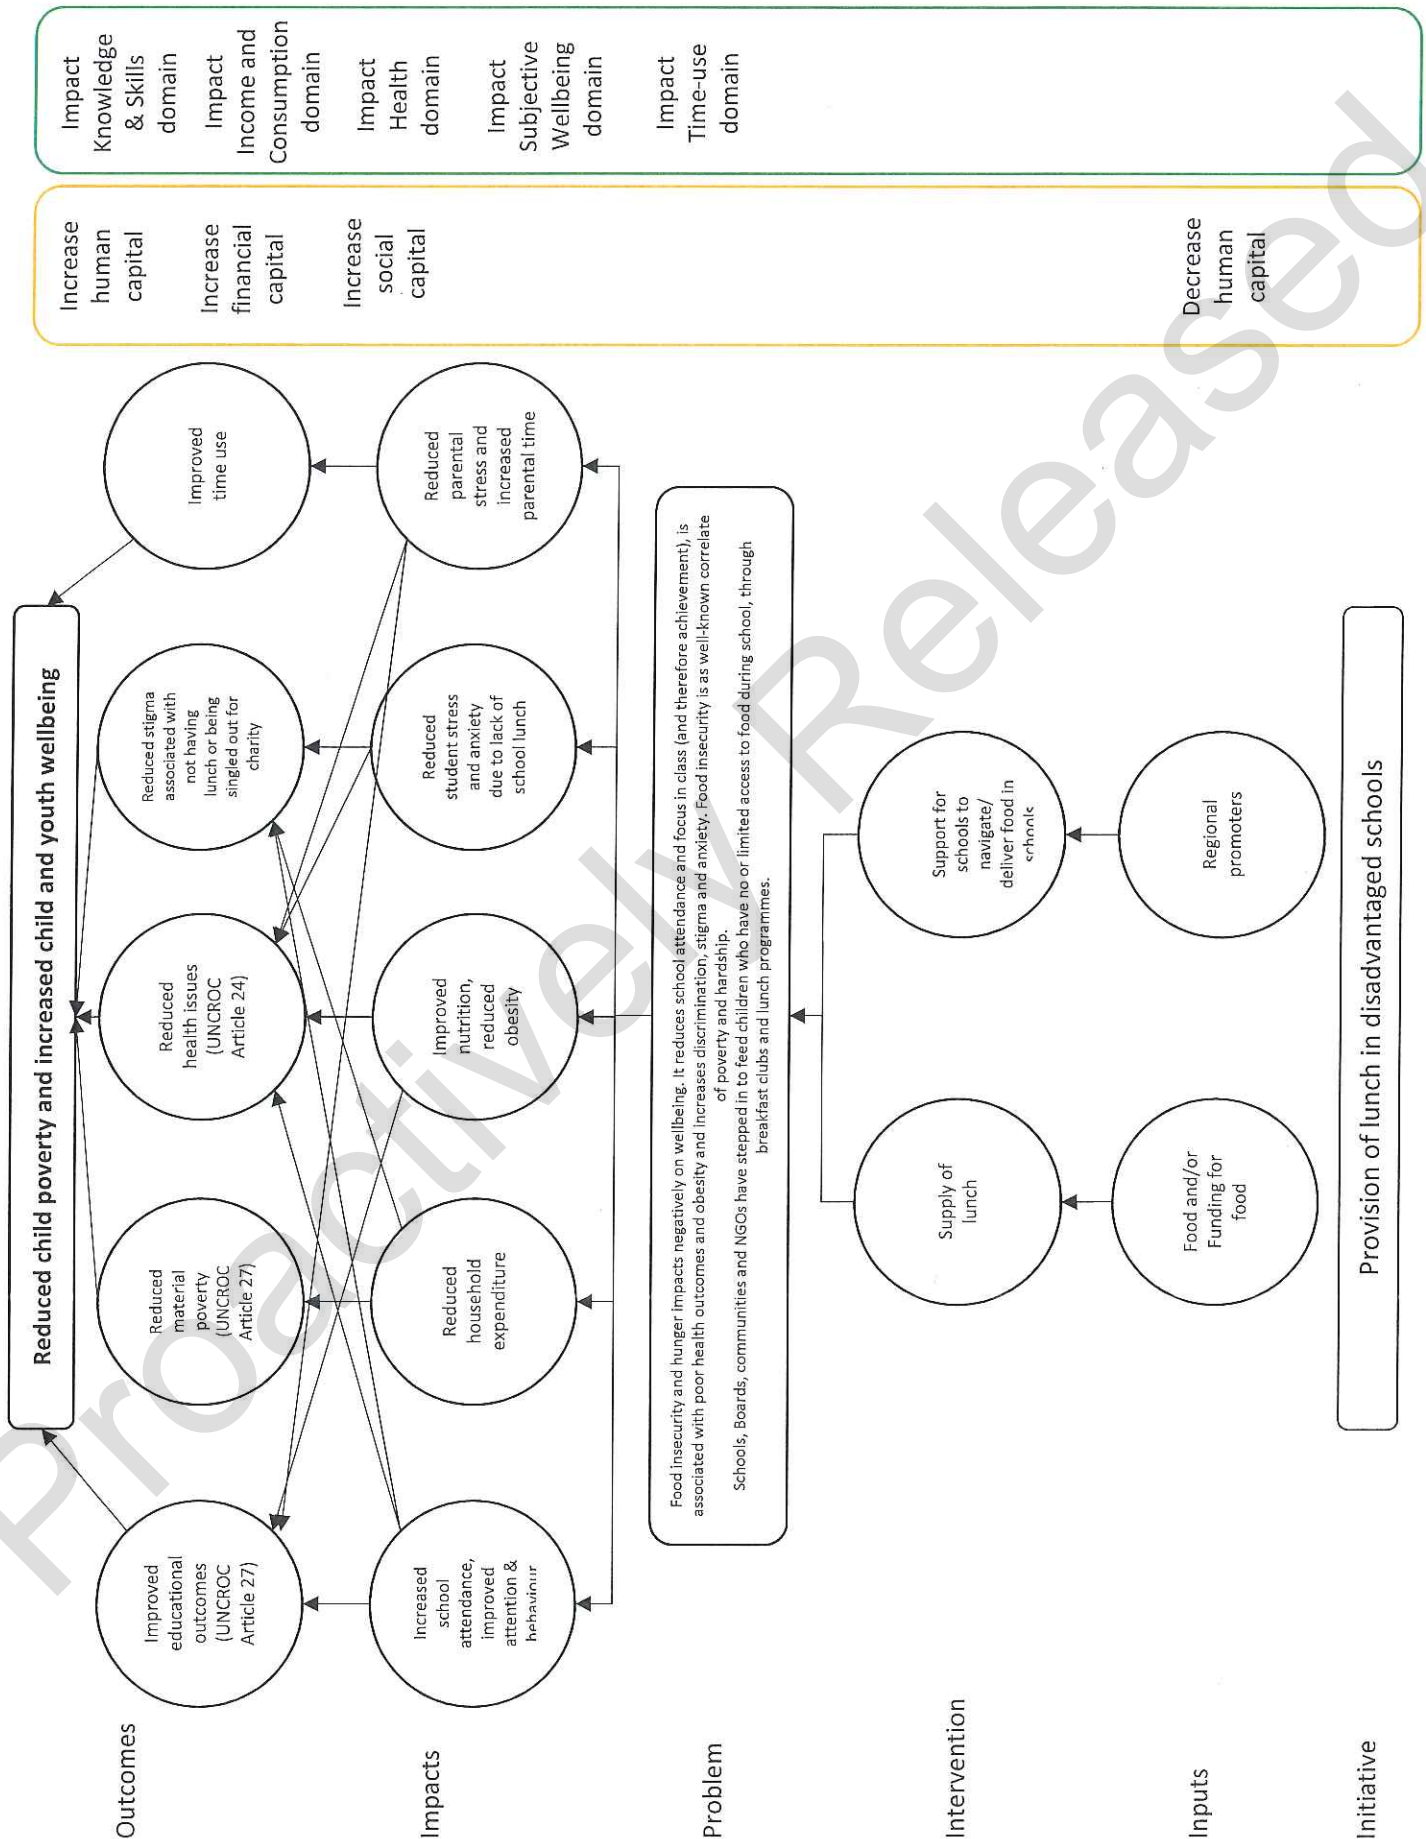 Reduced child poverty and increased child and youth wellbeing
Outcomes
Improved
educational
outcomes
(UNCROC
Article 27)
Reduced
material
poverty
(UNCROC
Article 27)
Reduced
health issues
(UNCROC
Article 24)
Reduced stigma
associated with
not having
lunch or being
singled out for
charity
Improved
time use
Impacts
Increased
school
attendance,
improved
attention &
behaviour
Reduced
household
expenditure
Improved
nutrition,
reduced
obesity
Reduced
student stress
and anxiety
due to lack of
school lunch
Reduced
parental
stress and
increased
parental time
Problem
Food insecurity and hunger impacts negatively on wellbeing. It reduces school attendance and focus in class (and therefore achievement), is
associated with poor health outcomes and obesity and increases discrimination, stigma and anxiety. Food insecurity is as well-known correlate
of poverty and hardship.
Schools, Boards, communities and NGOs have stepped in to feed children who have no or limited access to food during school, through
breakfast clubs and lunch programmes.
Intervention
Supply of
lunch
Support for
schools to
navigate/
deliver food in
schools
Inputs
Food and/or
Funding for
food
Regional
promoters
Initiative
Provision of lunch in disadvantaged schools
Increase
human
capital
Increase
financial
capital
Increase
social
capital
Decrease
human
capital
Impact
Knowledge
& Skills
domain
Impact
Income and
Consumption
domain
Impact
Health
domain
Impact
Subjective
Wellbeing
domain
Impact
Time-use
domain
Proactively Released